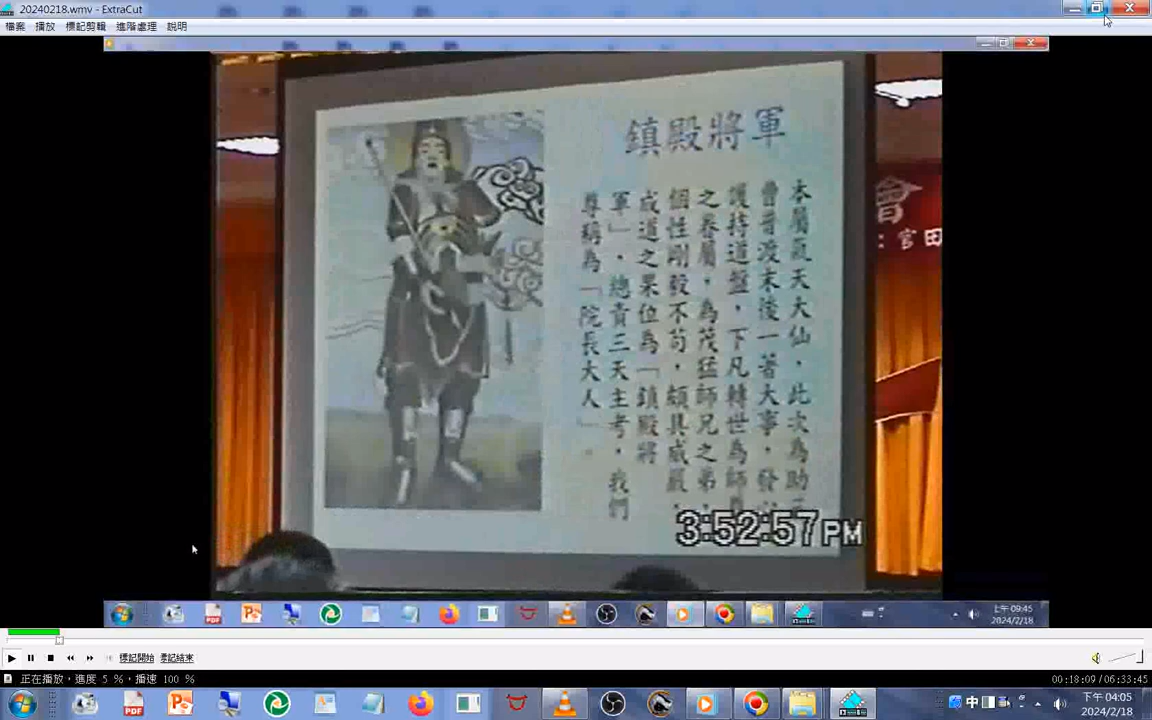 20240218.wmv - ExtraCut
檔案 播放 標記剪輯 進階處理 說明
鎮殿將軍
本屬氣天大仙，此次為助
曹普渡末後一著大事，發
護持道盤，下凡轉世為師
之眷屬，為茂猛師兄之弟，
個性剛毅不苟，頗具威嚴，
成道之果位為「鎮殿將
軍」，總責三天主考，我們
尊稱為「院長大人」。
會
：官田
3:52:57PM
上午 09:45
2024/2/18
標記開始 標記結束
正在播放，進度 5 %，播速 100 %
00:18:09 / 06:33:45
中
下午 04:05
2024/2/18